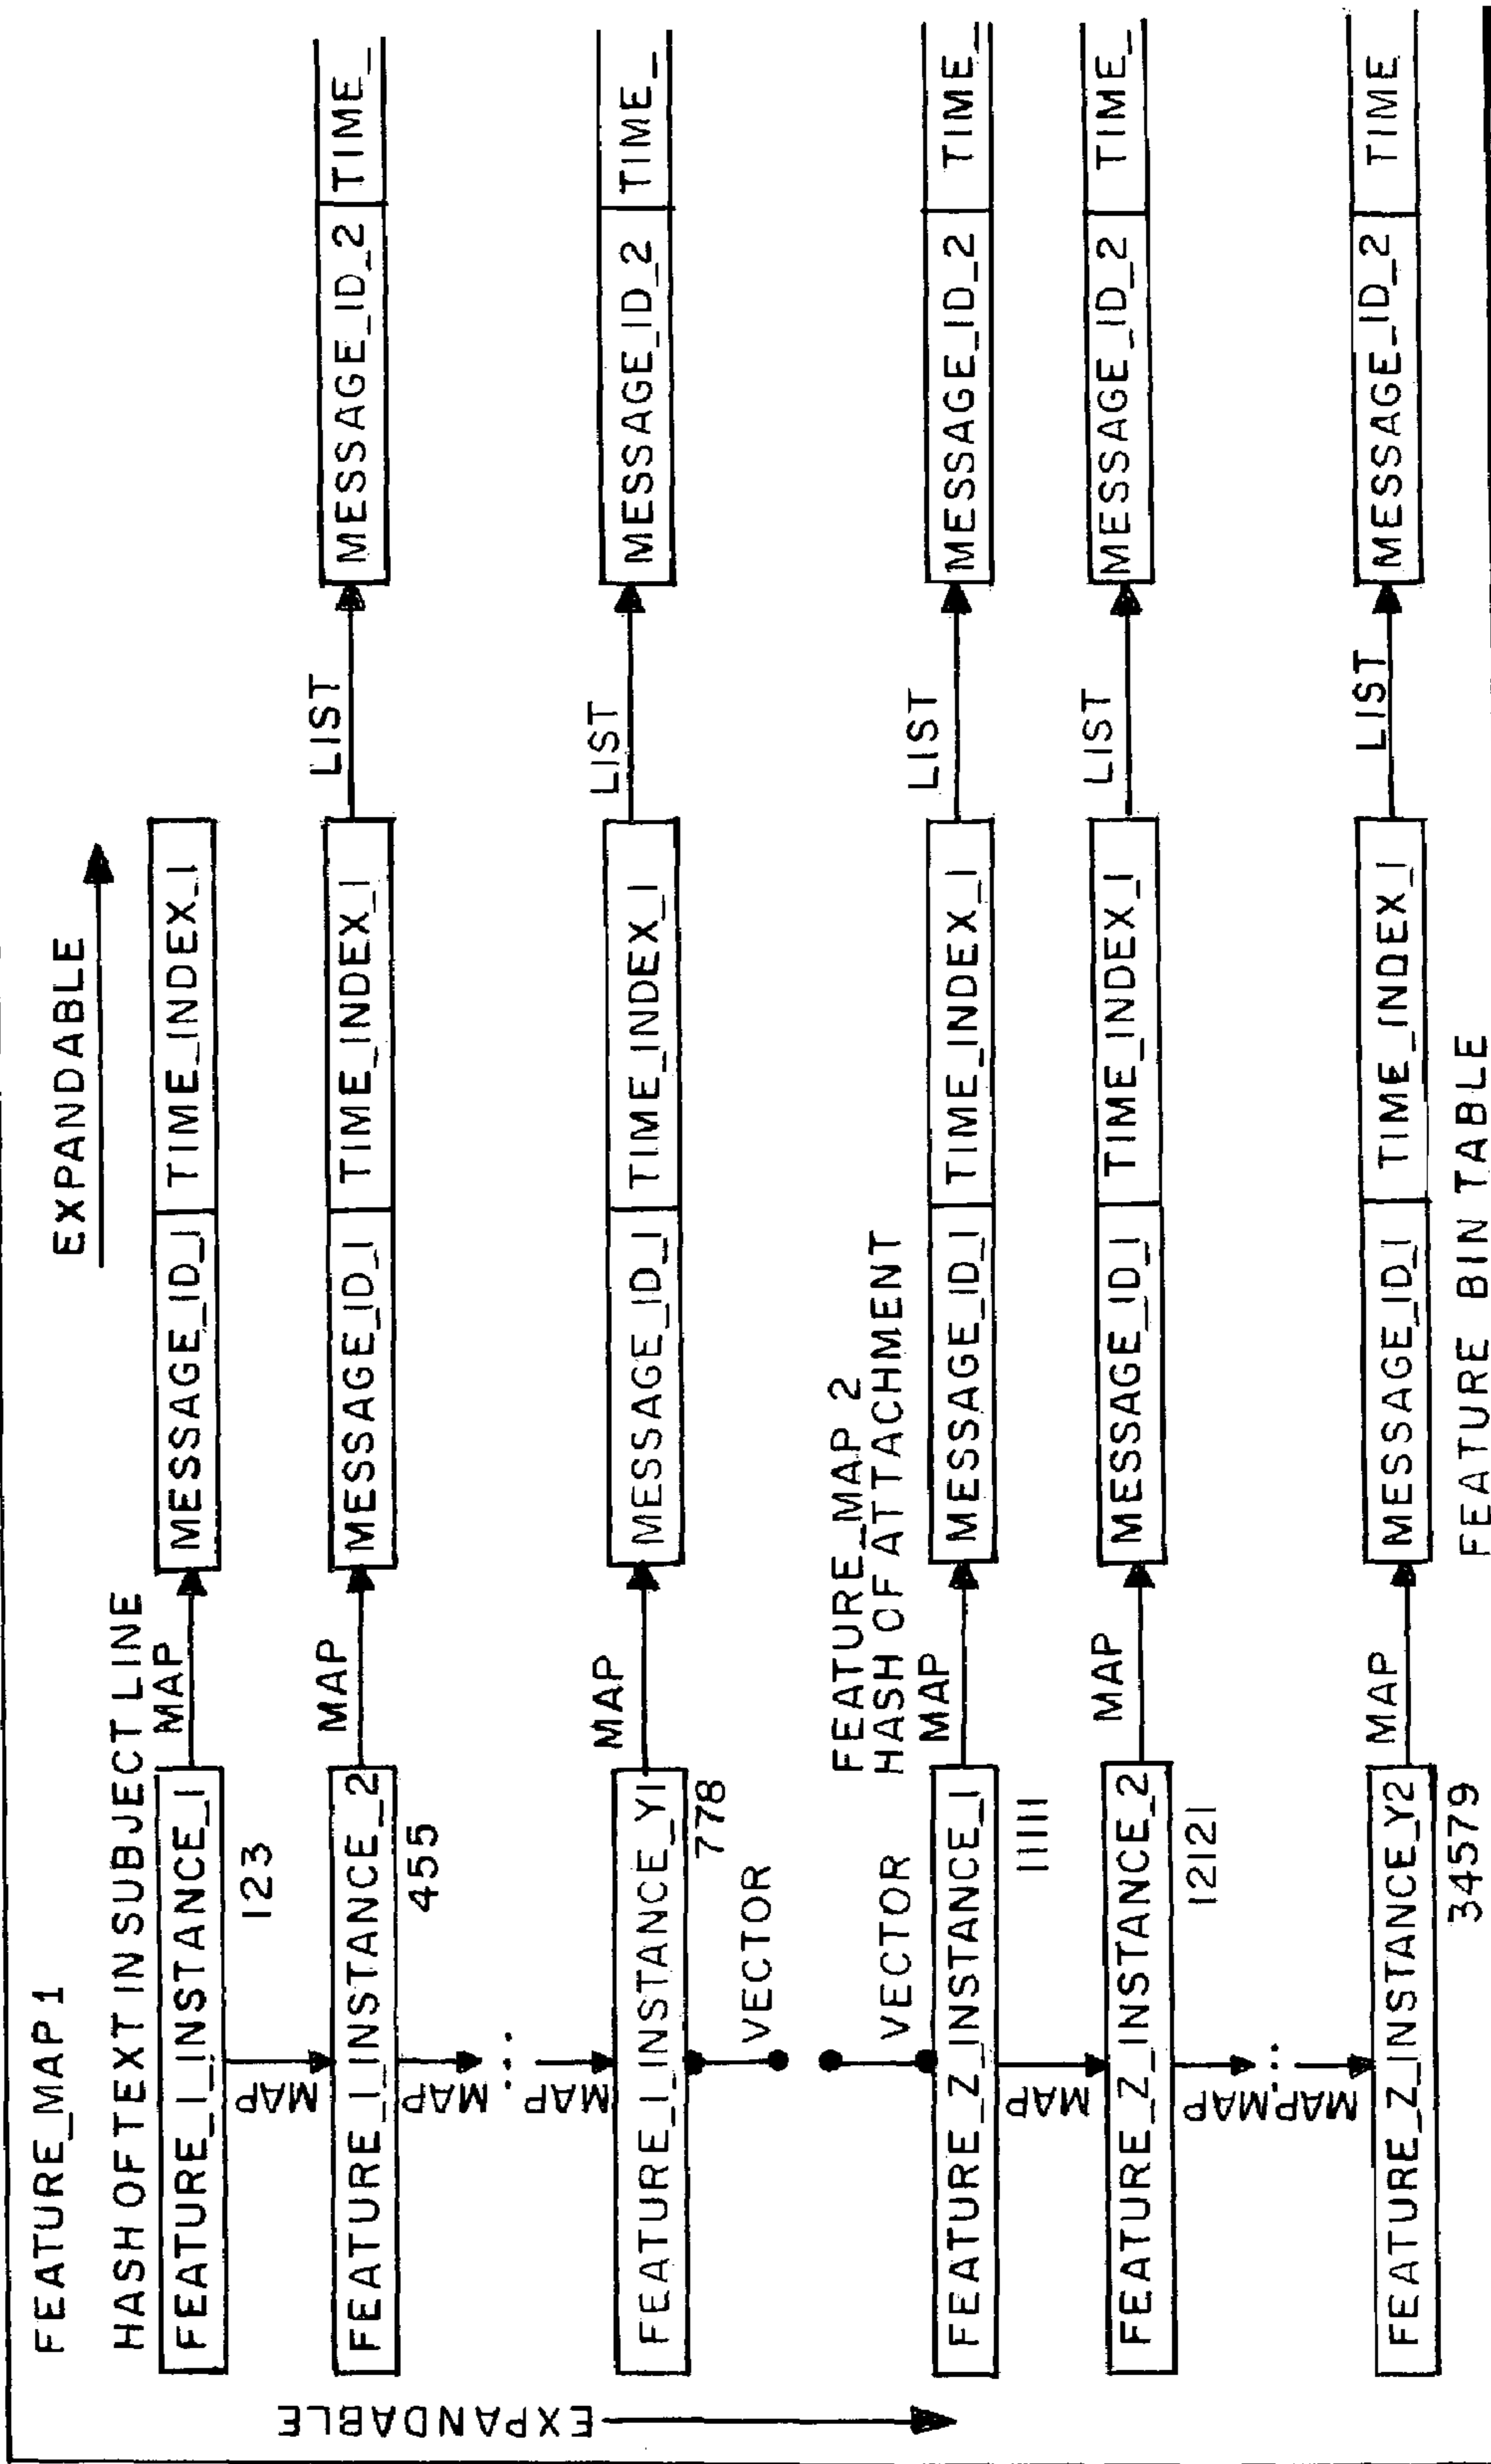 EXPANDABLE
FEATURE_MAP 1
HASH OF TEXT IN SUBJECT LINE
FEATURE_1_INSTANCE_1 MAP MESSAGE_ID_1 TIME_INDEX_1
123
MAP
FEATURE_1_INSTANCE_2 MAP MESSAGE_ID_1 TIME_INDEX_1 LIST MESSAGE_ID_2 TIME_
455
MAP
MAP
FEATURE_1_INSTANCE_Y1 MAP MESSAGE_ID_1 TIME_INDEX_1 LIST MESSAGE_ID_2 TIME_
778
VECTOR
FEATURE_MAP 2
HASH OF ATTACHMENT
VECTOR
FEATURE_Z_INSTANCE_1 MAP MESSAGE_ID_1 TIME_INDEX_1 LIST MESSAGE_ID_2 TIME_
11111
MAP
FEATURE_Z_INSTANCE_2 MAP MESSAGE_ID_1 TIME_INDEX_1 LIST MESSAGE_ID_2 TIME_
12121
MAP
MAP
FEATURE_Z_INSTANCE_Y2 MAP MESSAGE_ID_1 TIME_INDEX_1 LIST MESSAGE_ID_2 TIME
34579
EXPANDABLE
FEATURE BIN TABLE